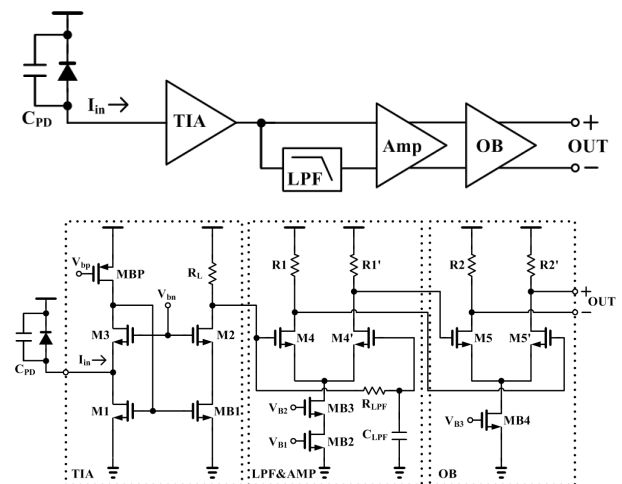 C_PD
I_in →
TIA
LPF
Amp
OB
+
OUT
−
V_bp
MBP
R_L
V_bn
M3
M2
C_PD
I_in →
M1
MB1
TIA
R1
R1'
M4
M4'
V_B2
MB3
R_LPF
V_B1
MB2
C_LPF
LPF&AMP
R2
R2'
+
OUT
−
M5
M5'
V_B3
MB4
OB